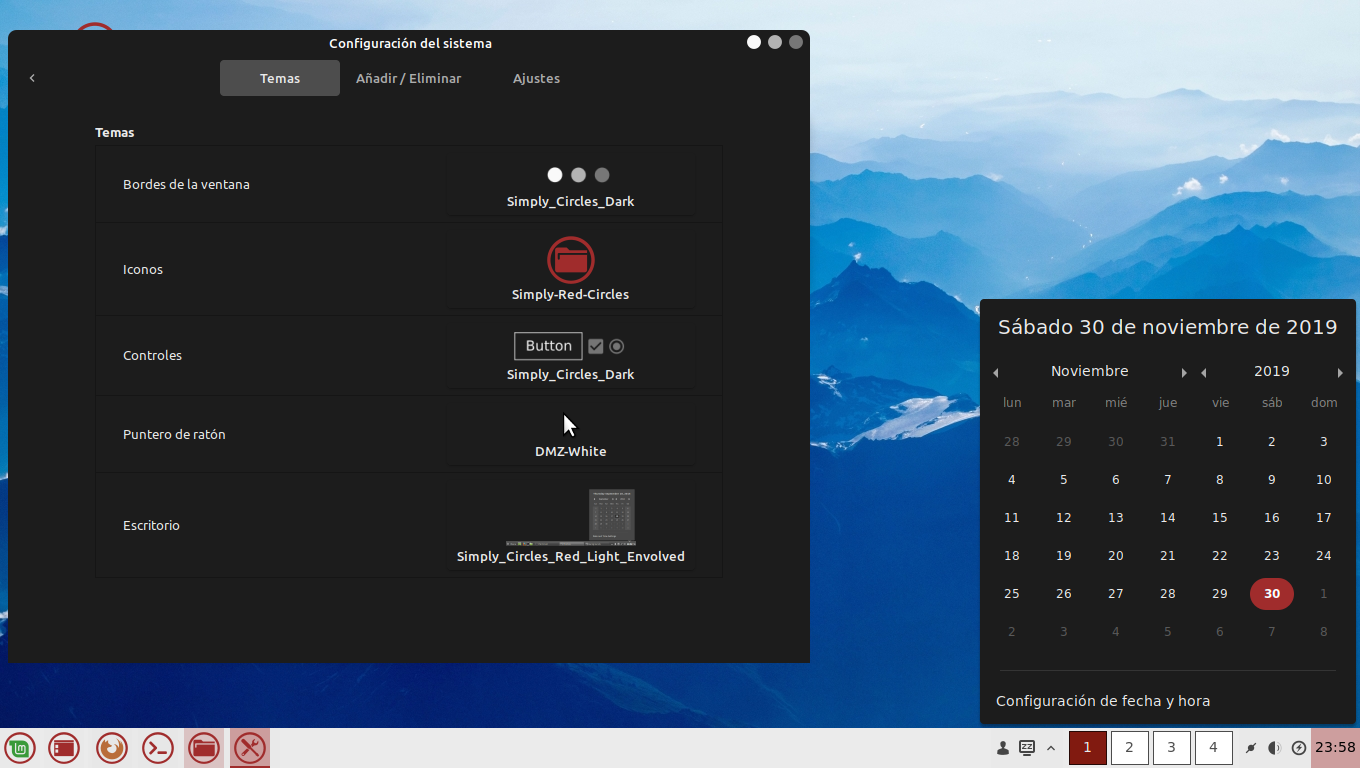 Configuración del sistema
Temas
Añadir / Eliminar
Ajustes
Temas
Bordes de la ventana
Simply_Circles_Dark
Iconos
Simply-Red-Circles
Controles
Button
Simply_Circles_Dark
Puntero de ratón
DMZ-White
Escritorio
Simply_Circles_Red_Light_Envolved
Sábado 30 de noviembre de 2019
Noviembre 2019
lun mar mié jue vie sáb dom
28 29 30 31 1 2 3
4 5 6 7 8 9 10
11 12 13 14 15 16 17
18 19 20 21 22 23 24
25 26 27 28 29 30 1
2 3 4 5 6 7 8
Configuración de fecha y hora
1 2 3 4 23:58